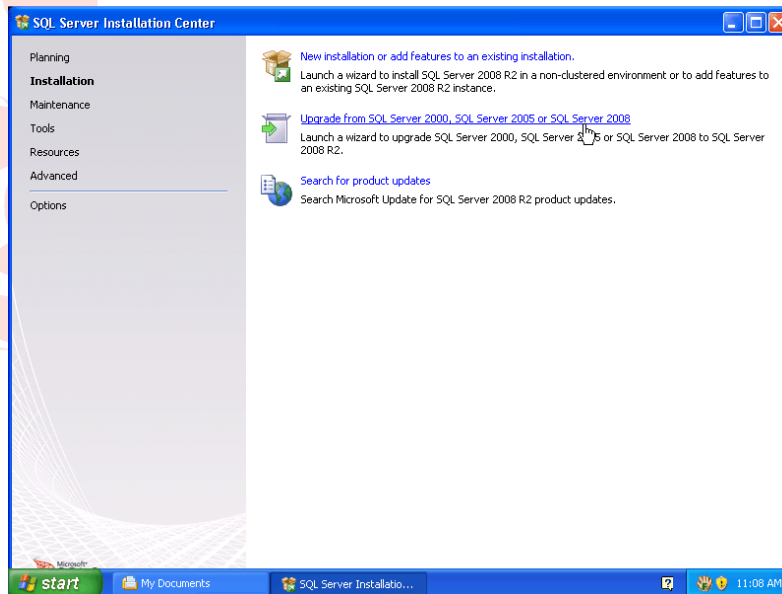 SQL Server Installation Center
Planning
Installation
Maintenance
Tools
Resources
Advanced
Options
New installation or add features to an existing installation.
Launch a wizard to install SQL Server 2008 R2 in a non-clustered environment or to add features to
an existing SQL Server 2008 R2 instance.
Upgrade from SQL Server 2000, SQL Server 2005 or SQL Server 2008
Launch a wizard to upgrade SQL Server 2000, SQL Server 2005 or SQL Server 2008 to SQL Server
2008 R2.
Search for product updates
Search Microsoft Update for SQL Server 2008 R2 product updates.
Microsoft
start
My Documents
SQL Server Installatio...
11:08 AM